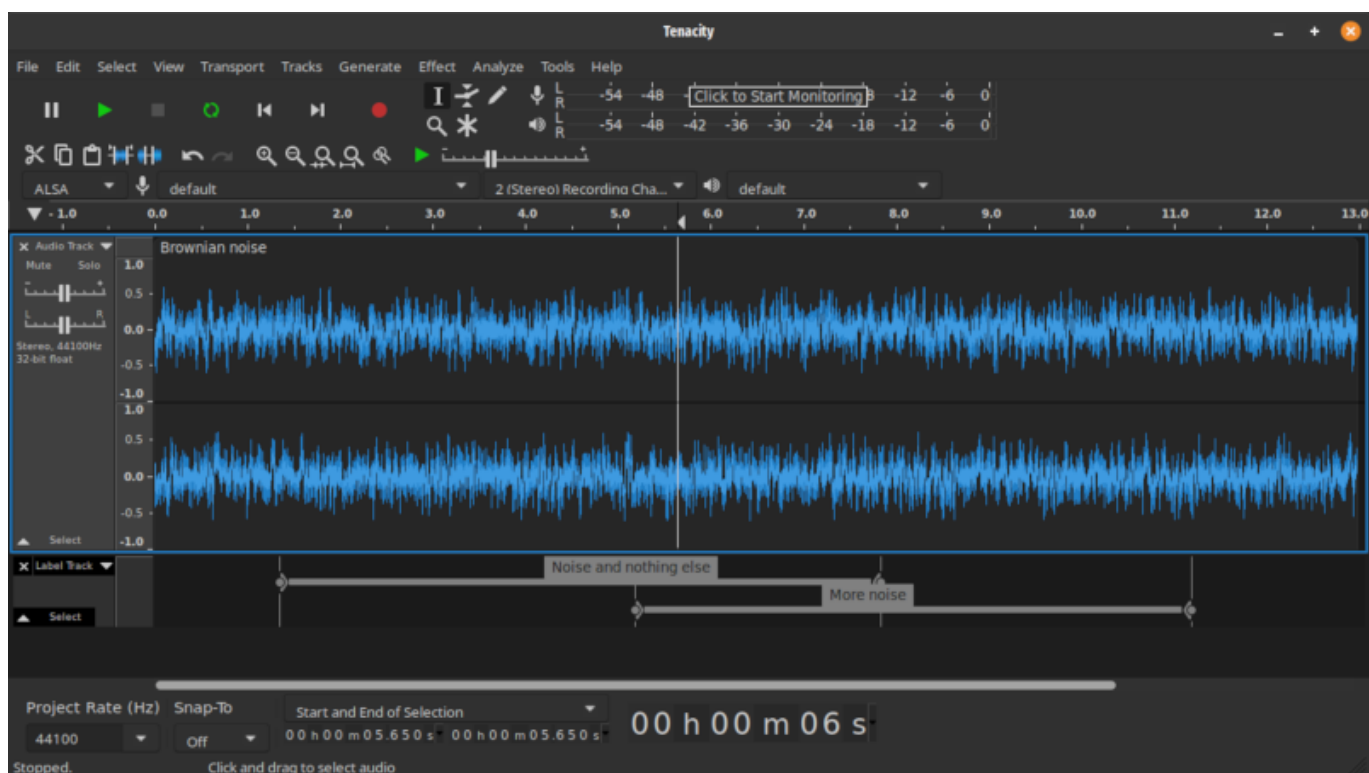 Tenacity
File Edit Select View Transport Tracks Generate Effect Analyze Tools Help
L
R
-54 -48 Click to Start Monitoring 8 -12 -6 0
L
R
-54 -48 -42 -36 -30 -24 -18 -12 -6 0
ALSA default 2 (Stereo) Recording Cha... default
-1.0 0.0 1.0 2.0 3.0 4.0 5.0 6.0 7.0 8.0 9.0 10.0 11.0 12.0 13.0
Audio Track Brownian noise
Mute Solo 1.0
0.5
L R
0.0
Stereo, 44100Hz
32-bit float
-0.5
-1.0
1.0
0.5
0.0
-0.5
Select -1.0
Label Track Noise and nothing else
More noise
Select
Project Rate (Hz) Snap-To Start and End of Selection
44100 Off 00 h 00 m 05.650 s 00 h 00 m 05.650 s 00 h 00 m 06 s
Stopped. Click and drag to select audio